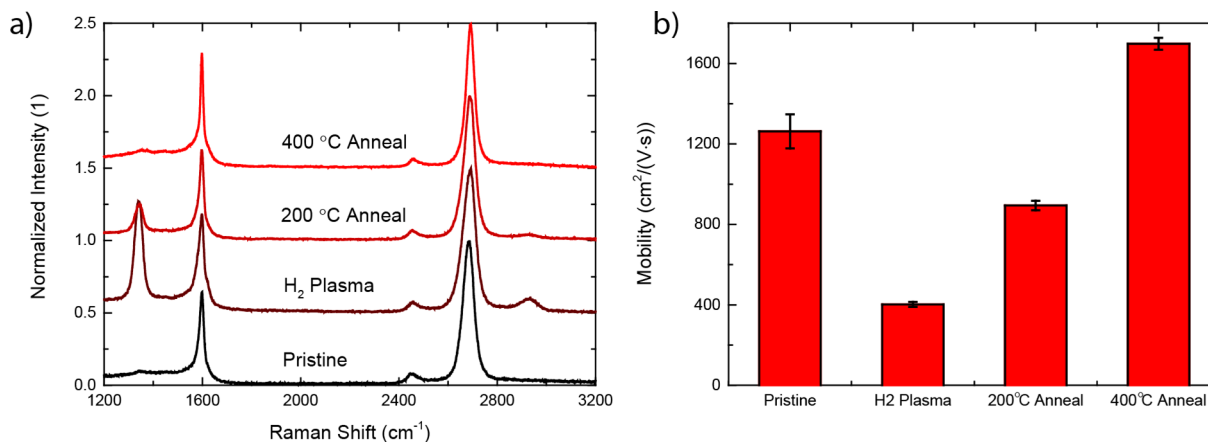 a)
2.5
2.0
1.5
1.0
0.5
0.0
Normalized Intensity (1)
400 °C Anneal
200 °C Anneal
H₂ Plasma
Pristine
1200 1600 2000 2400 2800 3200
Raman Shift (cm⁻¹)
b)
1600
1200
800
400
0
Mobility (cm²/(V·s))
Pristine H2 Plasma 200°C Anneal 400°C Anneal